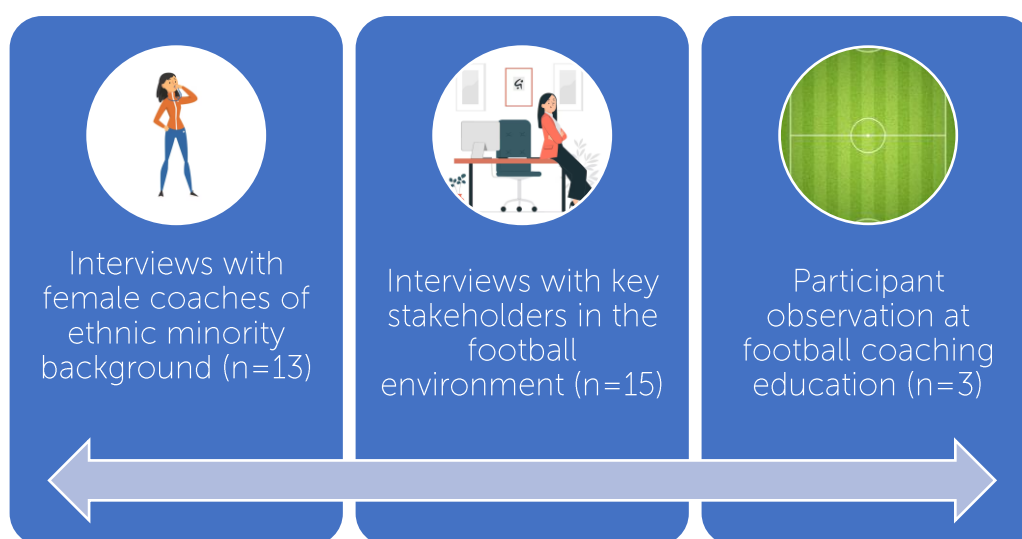 Interviews with
female coaches of
ethnic minority
background (n=13)
Interviews with key
stakeholders in the
football
environment (n=15)
Participant
observation at
football coaching
education (n=3)